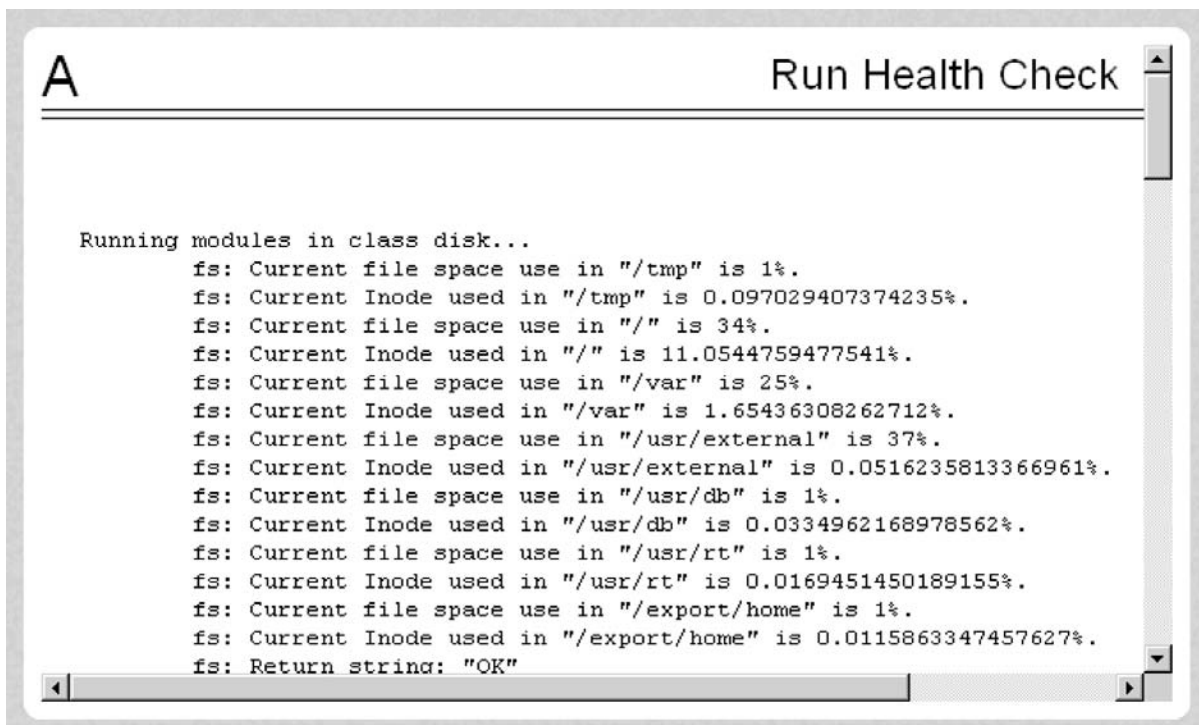 A
Run Health Check
Running modules in class disk...
fs: Current file space use in "/tmp" is 1%.
fs: Current Inode used in "/tmp" is 0.097029407374235%.
fs: Current file space use in "/" is 34%.
fs: Current Inode used in "/" is 11.0544759477541%.
fs: Current file space use in "/var" is 25%.
fs: Current Inode used in "/var" is 1.65436308262712%.
fs: Current file space use in "/usr/external" is 37%.
fs: Current Inode used in "/usr/external" is 0.0516235813366961%.
fs: Current file space use in "/usr/db" is 1%.
fs: Current Inode used in "/usr/db" is 0.0334962168978562%.
fs: Current file space use in "/usr/rt" is 1%.
fs: Current Inode used in "/usr/rt" is 0.0169451450189155%.
fs: Current file space use in "/export/home" is 1%.
fs: Current Inode used in "/export/home" is 0.0115863347457627%.
fs: Return string: "OK"